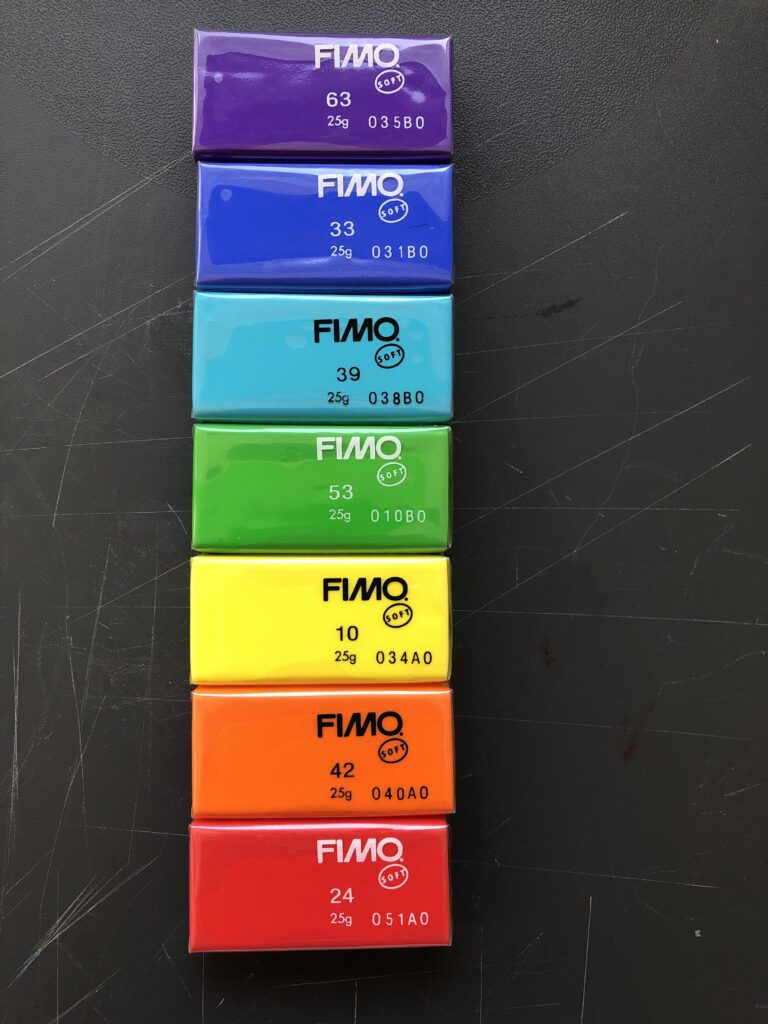 FIMO
SOFT
63
25g 035B0
FIMO
SOFT
33
25g 031B0
FIMO
SOFT
39
25g 038B0
FIMO
SOFT
53
25g 010B0
FIMO
SOFT
10
25g 034A0
FIMO
SOFT
42
25g 040A0
FIMO
SOFT
24
25g 051A0